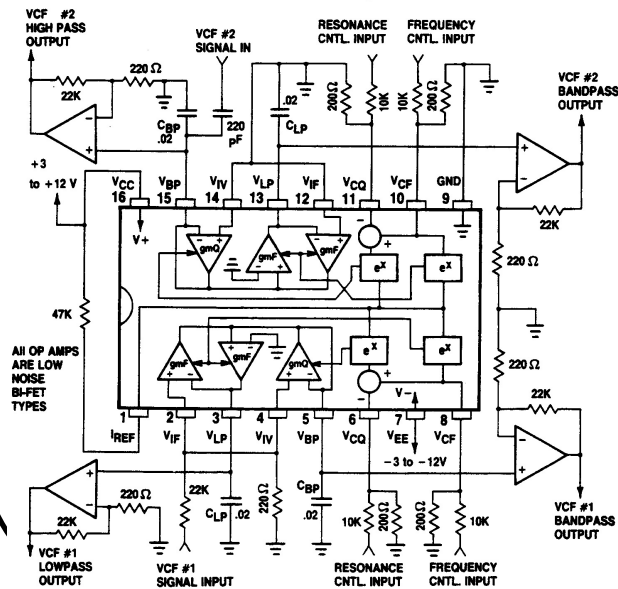 VCF #2
HIGH PASS
OUTPUT
22K
220Ω
VCF #2
SIGNAL IN
CBP
.02
220
pF
.02
CLP
RESONANCE
CNTL. INPUT
FREQUENCY
CNTL. INPUT
200Ω
10K
10K
200Ω
VCF #2
BANDPASS
OUTPUT
22K
220 Ω
220 Ω
22K
+3
to +12 V
VCC
16
VBP
15
VIV
14
VLP
13
VIF
12
VCQ
11
VCF
10
GND
9
V+
gmQ
gmF
gmF
eX
eX
47K
All OP AMPS
ARE LOW
NOISE
BI-FET
TYPES
gmF
gmF
gmQ
eX
eX
V-
1
IREF
2
VIF
3
VLP
4
VIV
5
VBP
6
VCQ
7
VEE
8
VCF
-3 to -12V
22K
220Ω
22K
CLP
.02
220Ω
CBP
.02
10K
200Ω
200Ω
10K
VCF #1
LOWPASS
OUTPUT
VCF #1
SIGNAL INPUT
RESONANCE
CNTL. INPUT
FREQUENCY
CNTL. INPUT
VCF #1
BANDPASS
OUTPUT